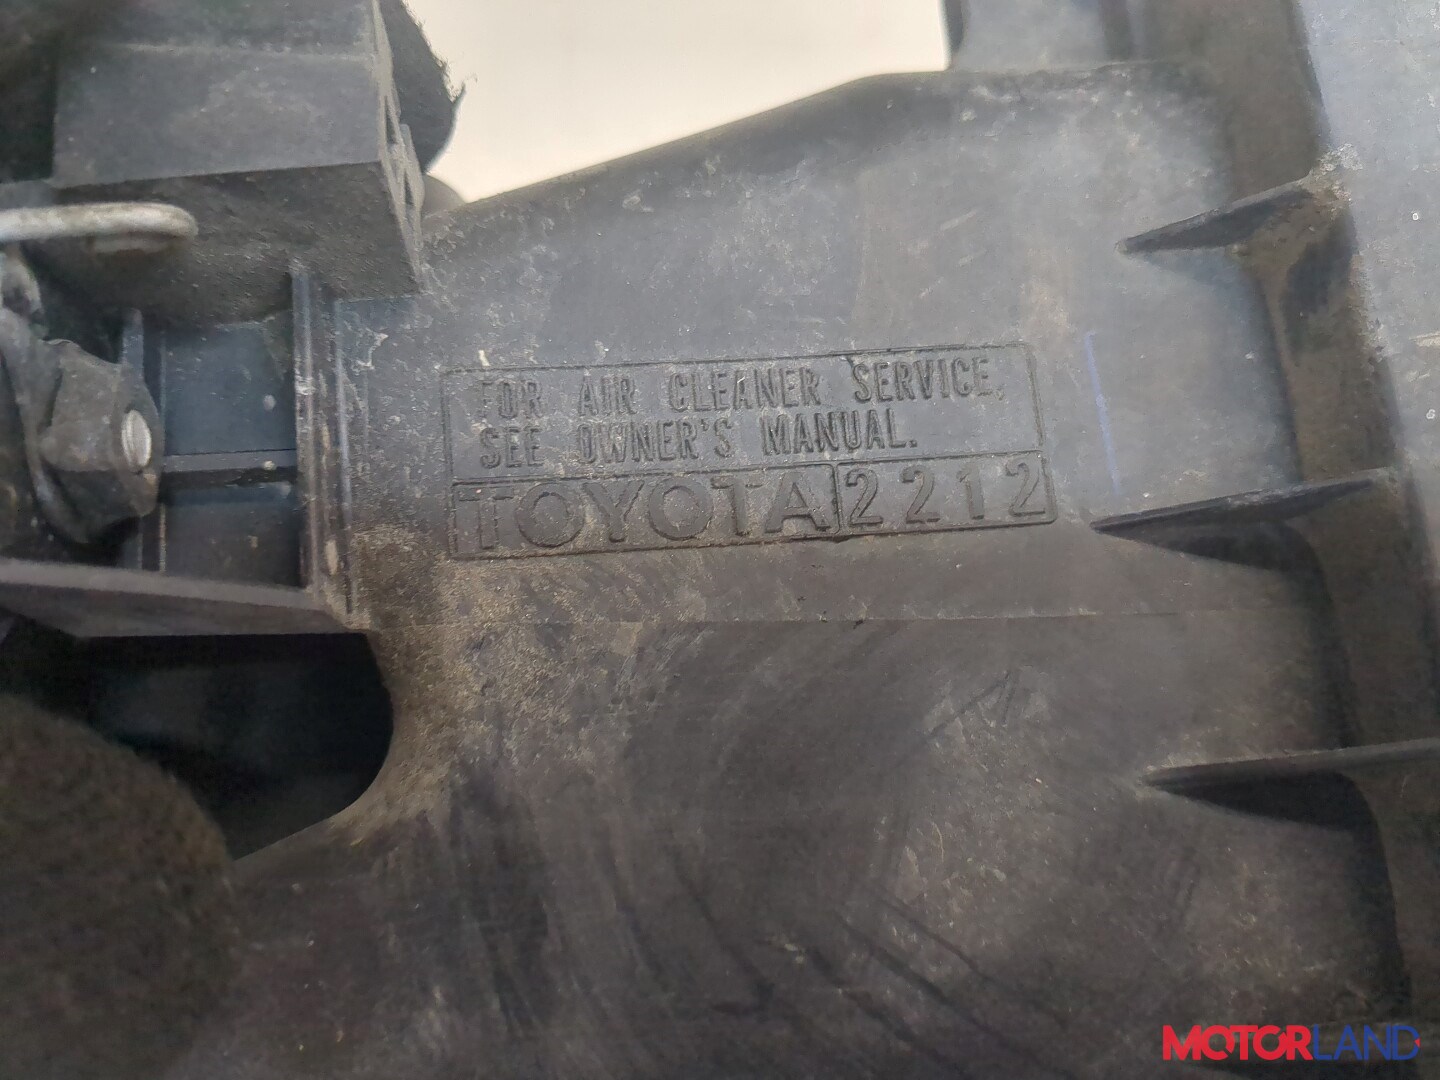 FOR AIR CLEANER SERVICE,
SEE OWNER'S MANUAL.
TOYOTA 2212
MOTORLAND